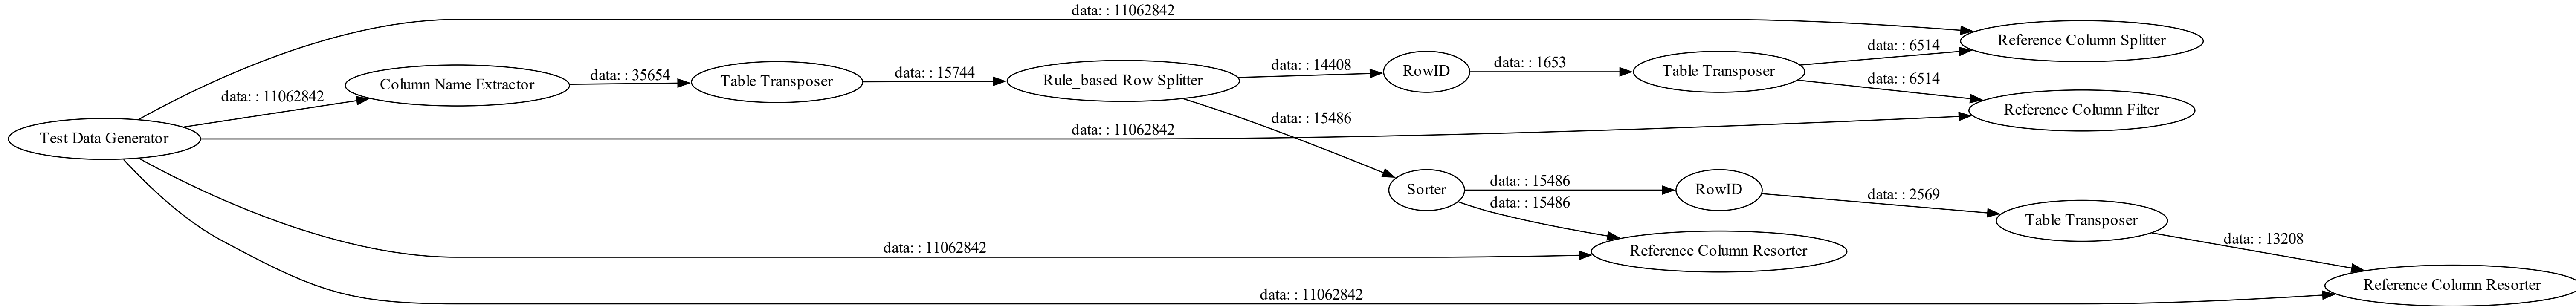 data: : 11062842
Reference Column Splitter
data: : 6514
data: : 35654
data: : 15744
data: : 14408
data: : 1653
Column Name Extractor
Table Transposer
Rule_based Row Splitter
RowID
Table Transposer
data: : 6514
data: : 11062842
Reference Column Filter
data: : 15486
data: : 11062842
Test Data Generator
Sorter
data: : 15486
RowID
data: : 2569
data: : 15486
Table Transposer
data: : 11062842
Reference Column Resorter
data: : 13208
data: : 11062842
Reference Column Resorter